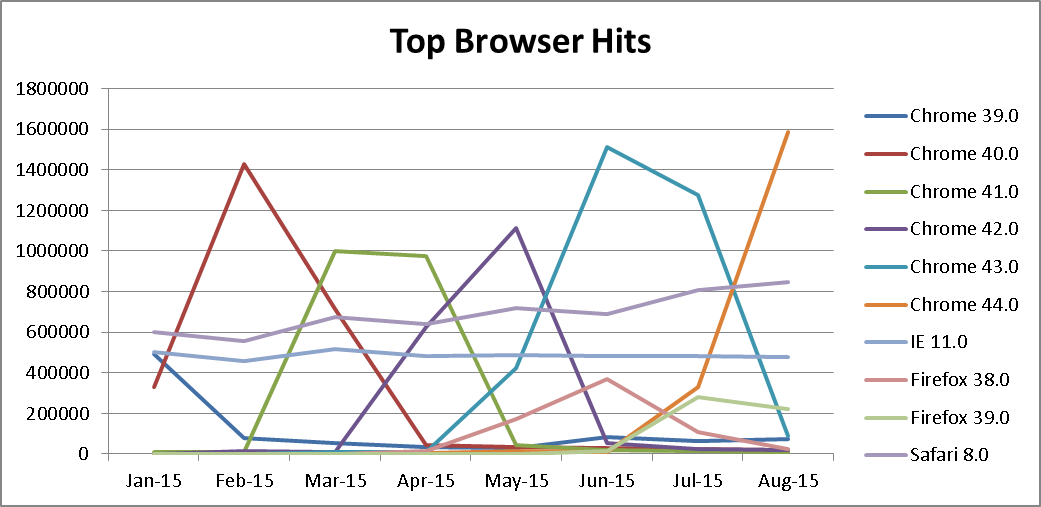 Top Browser Hits
1800000
1600000
1400000
1200000
1000000
800000
600000
400000
200000
0
Jan-15 Feb-15 Mar-15 Apr-15 May-15 Jun-15 Jul-15 Aug-15
Chrome 39.0
Chrome 40.0
Chrome 41.0
Chrome 42.0
Chrome 43.0
Chrome 44.0
IE 11.0
Firefox 38.0
Firefox 39.0
Safari 8.0